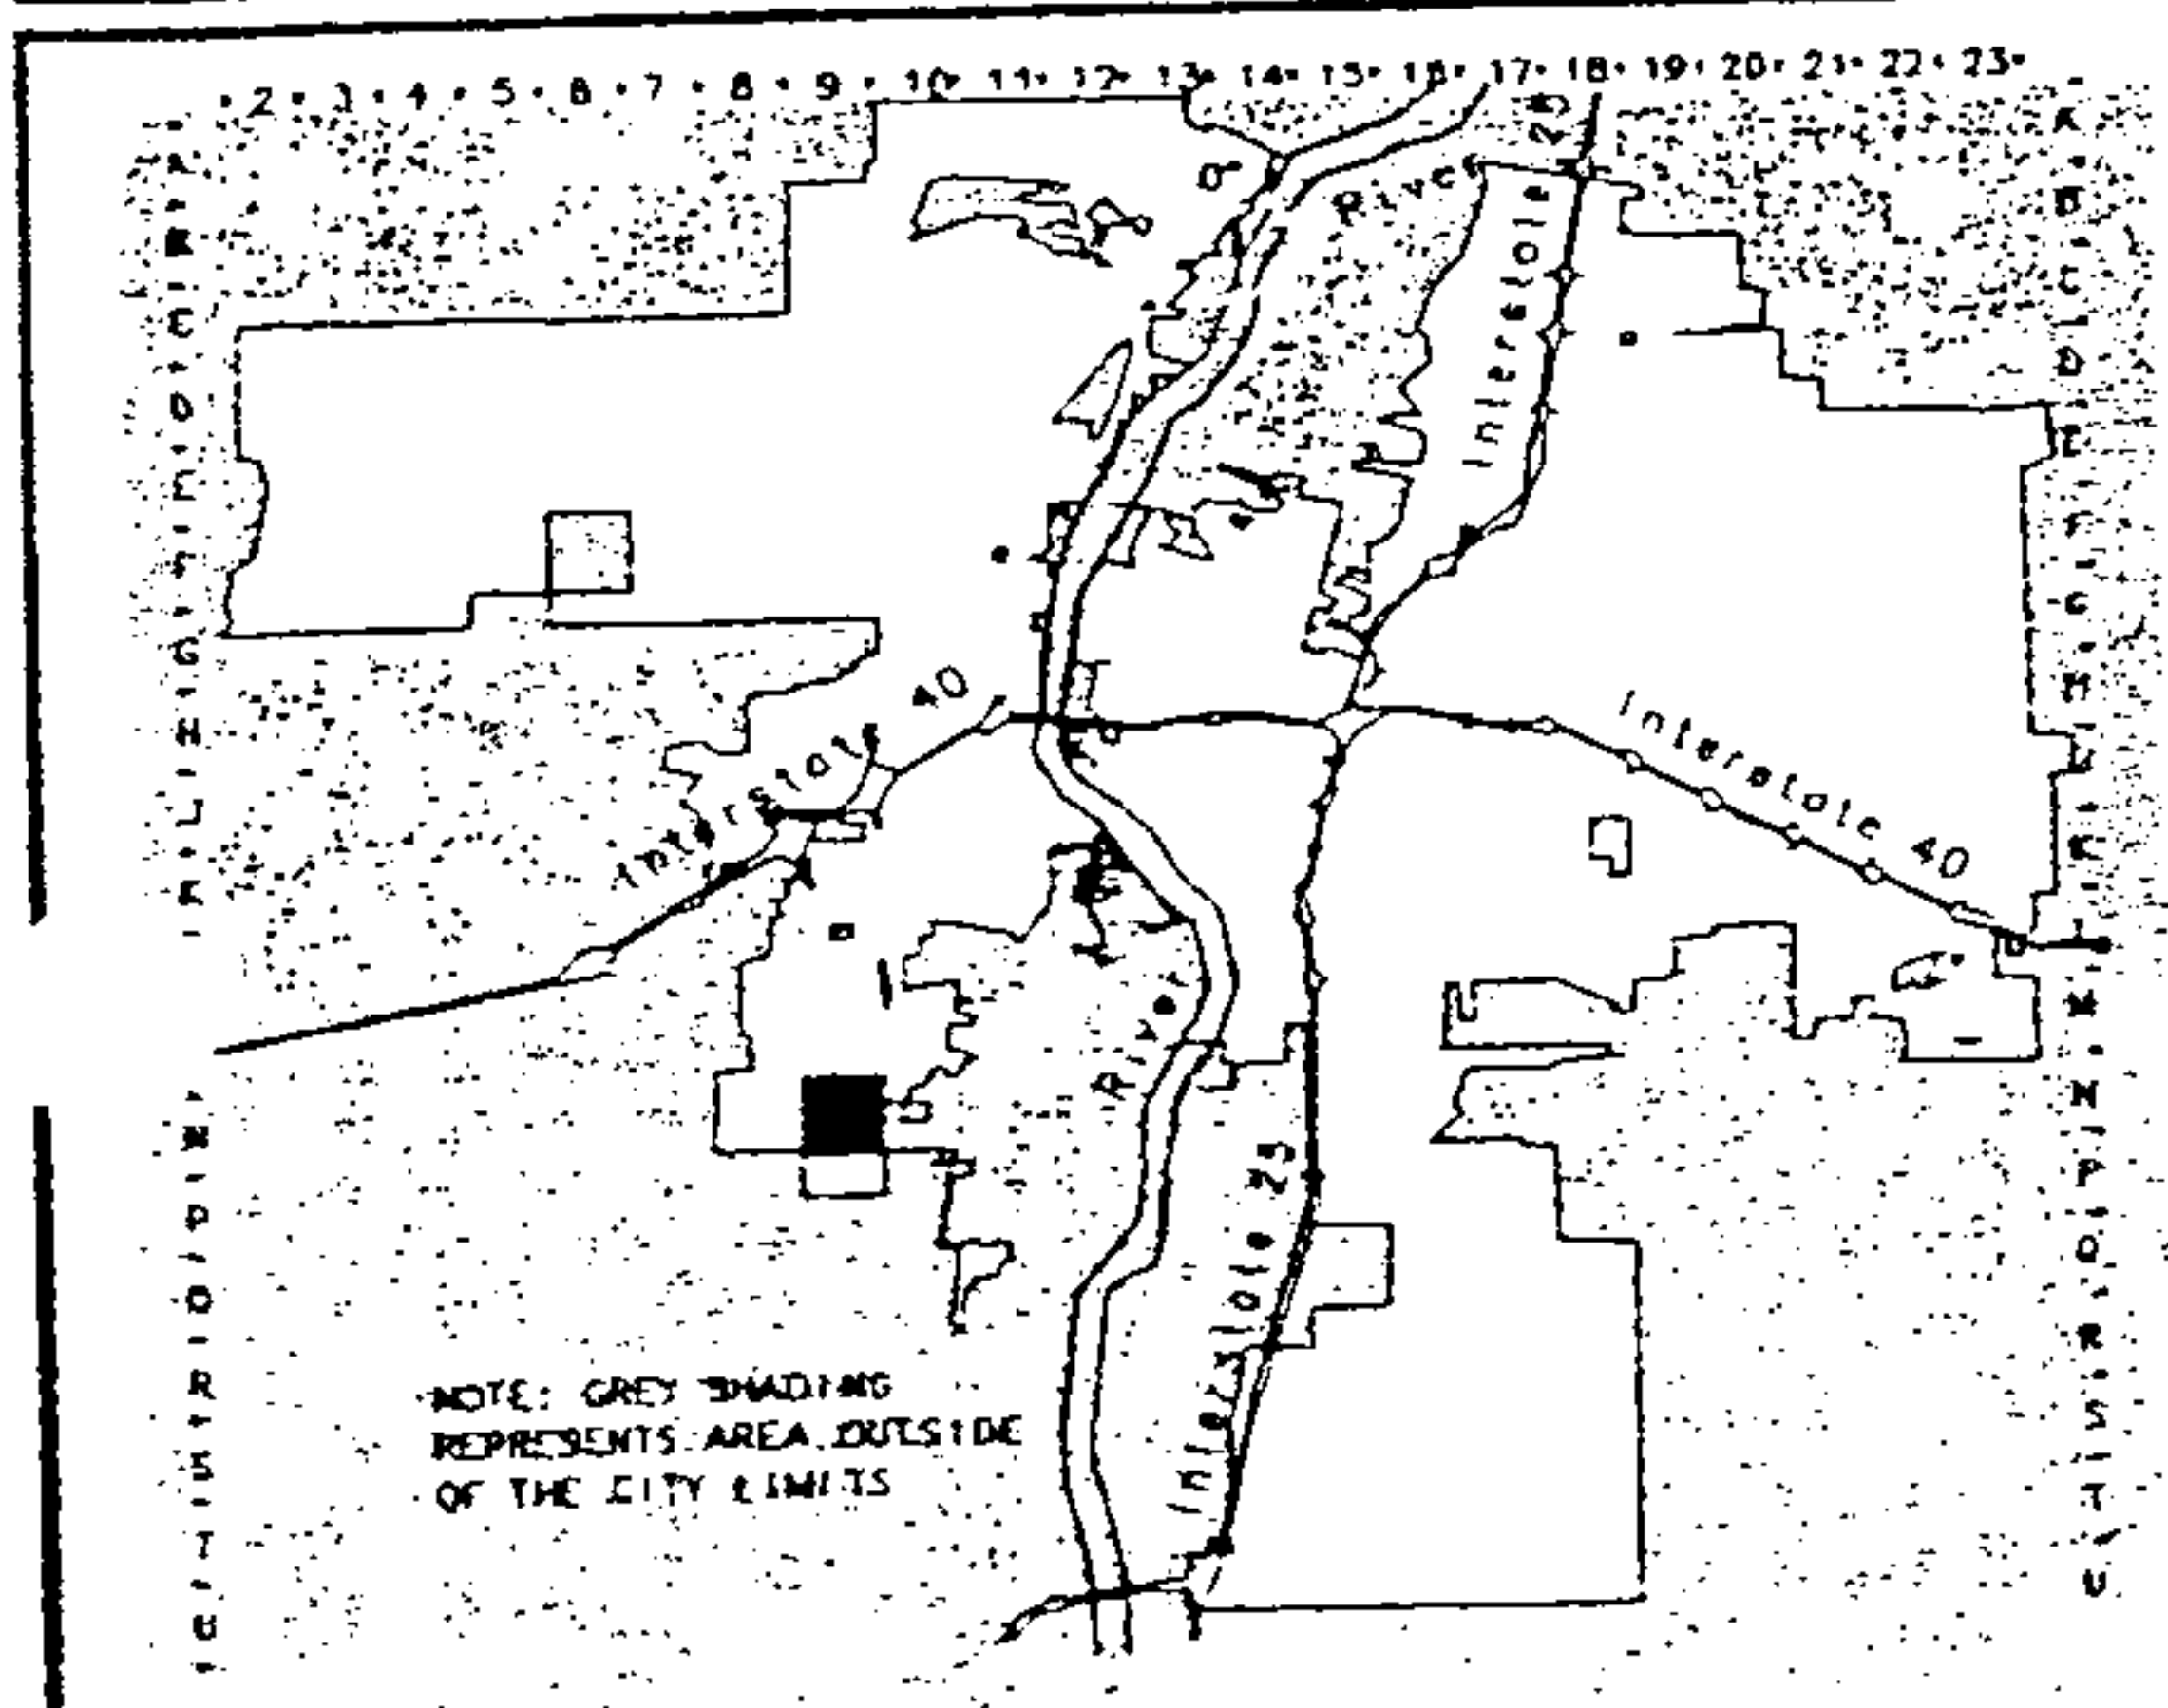 2 3 4 5 6 7 8 9 10 11 12 13 14 15 16 17 18 19 20 21 22 23
River
Interstate 25
Interstate 40
Interstate 40
River
Interstate 25
NOTE: GREY SHADING
REPRESENTS AREA OUTSIDE
OF THE CITY LIMITS
A
B
C
D
E
F
G
H
J
K
L
M
N
P
Q
R
S
T
U